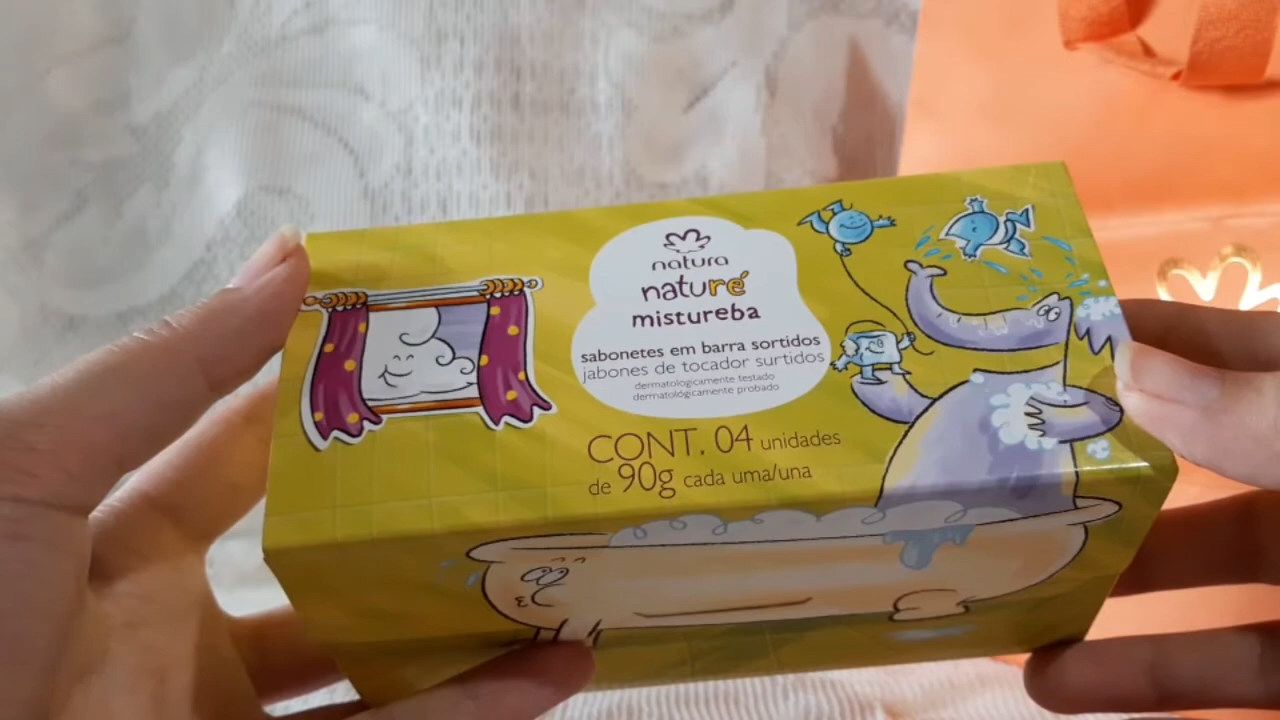 natura
naturé
mistureba
sabonetes em barra sortidos
jabones de tocador surtidos
dermatologicamente testado
dermatológicamente probado
CONT. 04 unidades
de 90g cada uma/una